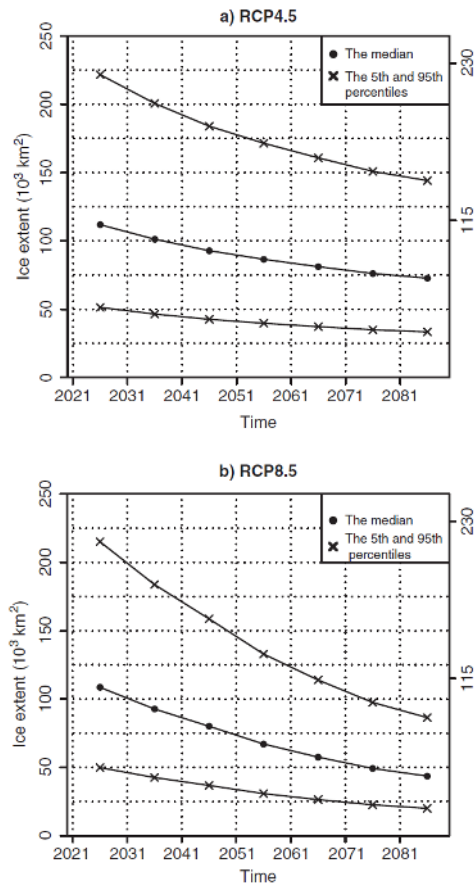 a) RCP4.5
250
200
150
100
50
0
Ice extent (10³ km²)
230
115
The median
The 5th and 95th
percentiles
2021 2031 2041 2051 2061 2071 2081
Time
b) RCP8.5
250
200
150
100
50
0
Ice extent (10³ km²)
230
115
The median
The 5th and 95th
percentiles
2021 2031 2041 2051 2061 2071 2081
Time